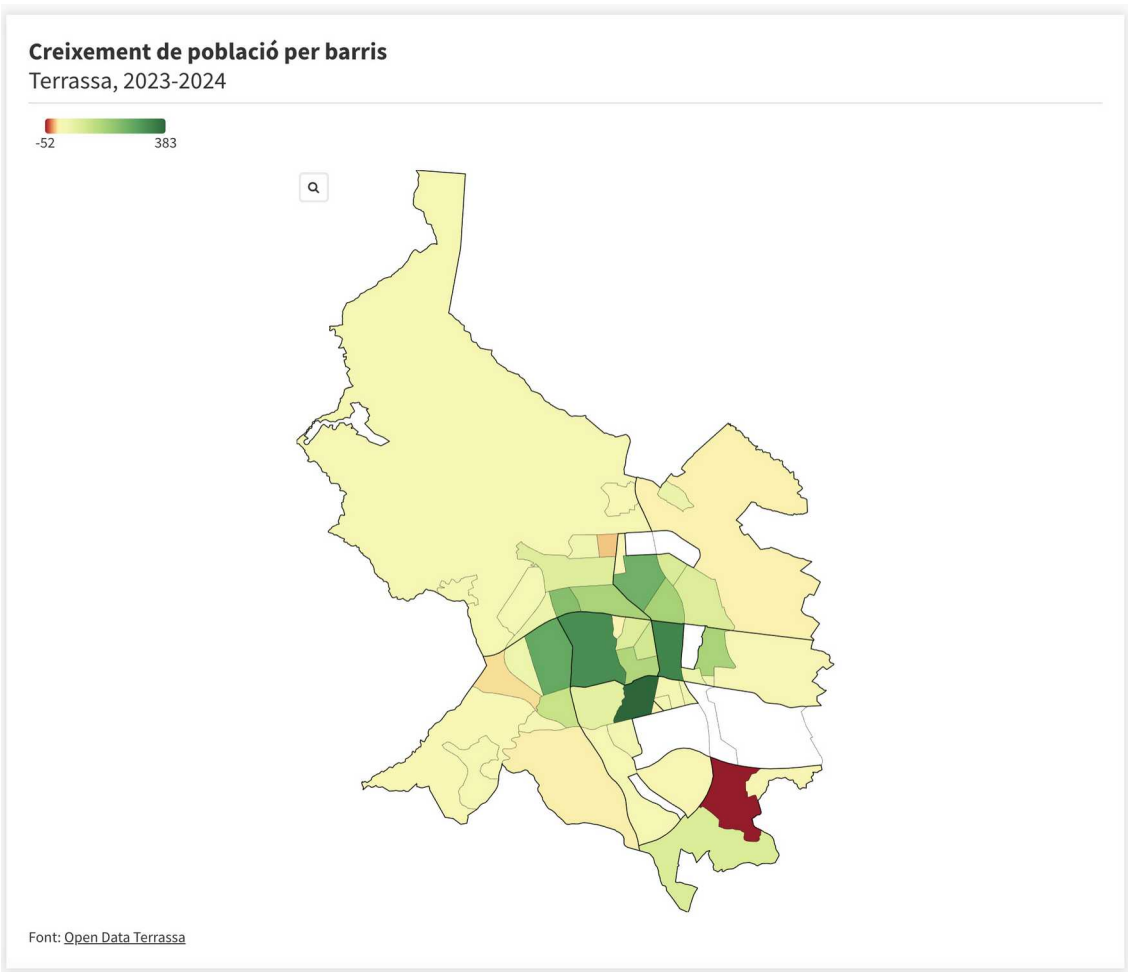 Creixement de població per barris
Terrassa, 2023-2024
-52 383
Font: Open Data Terrassa